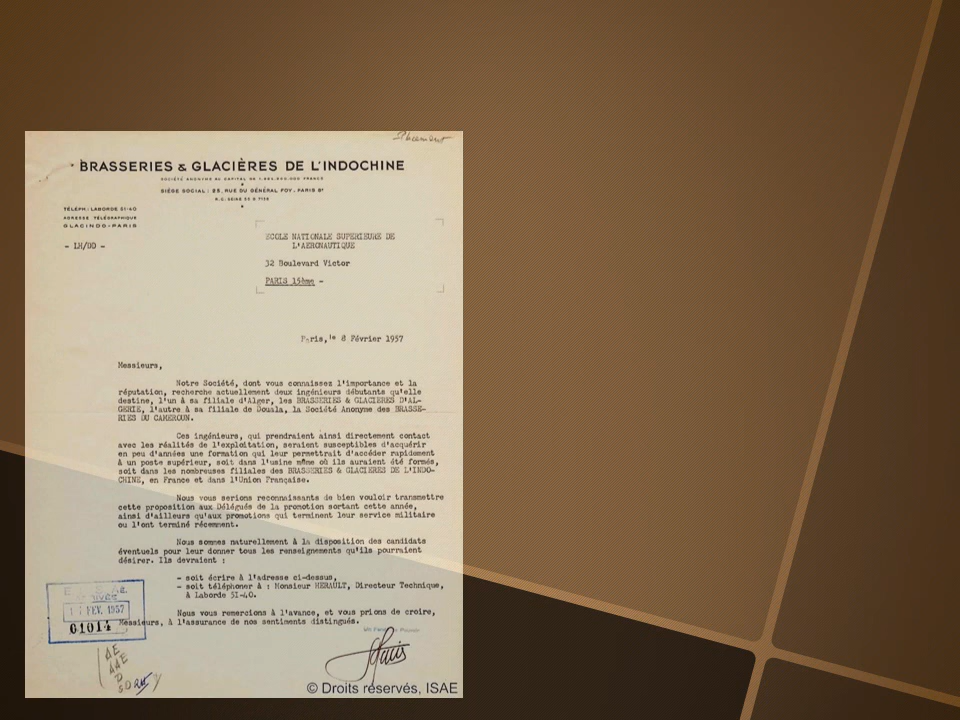 Placement
BRASSERIES & GLACIÈRES DE L'INDOCHINE
SIÈGE SOCIAL : 25, RUE DU GÉNÉRAL FOY - PARIS 8ᵉ
TÉLÉPH : LABORDE 51-40
ADRESSE TÉLÉGRAPHIQUE
GLACINDO-PARIS
- LH/DO -
ECOLE NATIONALE SUPERIEURE DE
L'AERONAUTIQUE
32 Boulevard Victor
PARIS 15ème -
Paris, le 8 Février 1957
Messieurs,
Notre Société, dont vous connaissez l'importance et la
réputation, recherche actuellement deux ingénieurs débutants qu'elle
destine, l'un à sa filiale d'Alger, les BRASSERIES & GLACIERES D'AL-
GERIE, l'autre à sa filiale de Douala, la Société Anonyme des BRASSE-
RIES DU CAMEROUN.
Ces ingénieurs, qui prendraient ainsi directement contact
avec les réalités de l'exploitation, seraient susceptibles d'acquérir
en peu d'années une formation qui leur permettrait d'accéder rapidement
à un poste supérieur, soit dans l'usine même où ils auraient été formés,
soit dans les nombreuses filiales des BRASSERIES & GLACIERES DE L'INDO-
CHINE, en France et dans l'Union Française.
Nous vous serions reconnaissants de bien vouloir transmettre
cette proposition aux Délégués de la promotion sortant cette année,
ainsi d'ailleurs qu'aux promotions qui terminent leur service militaire
ou l'ont terminé récemment.
Nous sommes naturellement à la disposition des candidats
éventuels pour leur donner tous les renseignements qu'ils pourraient
désirer. Ils devraient :
- soit écrire à l'adresse ci-dessus,
- soit téléphoner à : Monsieur HERAULT, Directeur Technique,
à Laborde 51-40.
Nous vous remercions à l'avance, et vous prions de croire,
Messieurs, à l'assurance de nos sentiments distingués.
FEV. 1957
01014
© Droits réservés, ISAE